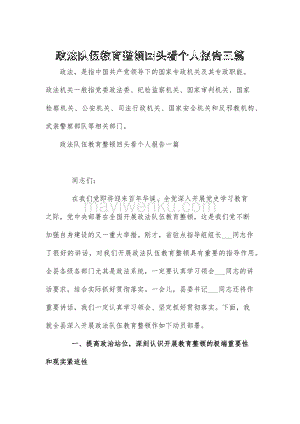 政法队伍教育整顿回头看个人报告三篇
政法，是指中国共产党领导下的国家专政机关及其专政职能。
政法机关一般指党委政法委、纪检监察机关、国家审判机关、国家
检察机关、公安机关、司法行政机关、国家安全机关和反邪教机构、
武装警察部队等相关部门。
政法队伍教育整顿回头看个人报告一篇
同志们：
在我们党即将迎来百年华诞，全党深入开展党史学习教育
之际，党中央部署在全国开展政法队伍教育整顿，这是我们党不断
加强自身建设的又一重大举措。刚才，省驻点指导组组长___同志作
了很好的讲话，对我们开展政法队伍教育整顿具有重要的指导作用。
全县各级各部门尤其是政法系统，一定要认真学习领会___同志的讲
话要求，结合实际抓好贯彻落实。一会儿，县委书记___同志还将作
重要讲话，我们一定要认真学习领会、坚定抓好贯彻落实。下面，我
就全县深入开展政法队伍教育整顿作如下动员部署。
一、提高政治站位，深刻认识开展教育整顿的极端重要性
和现实紧迫性